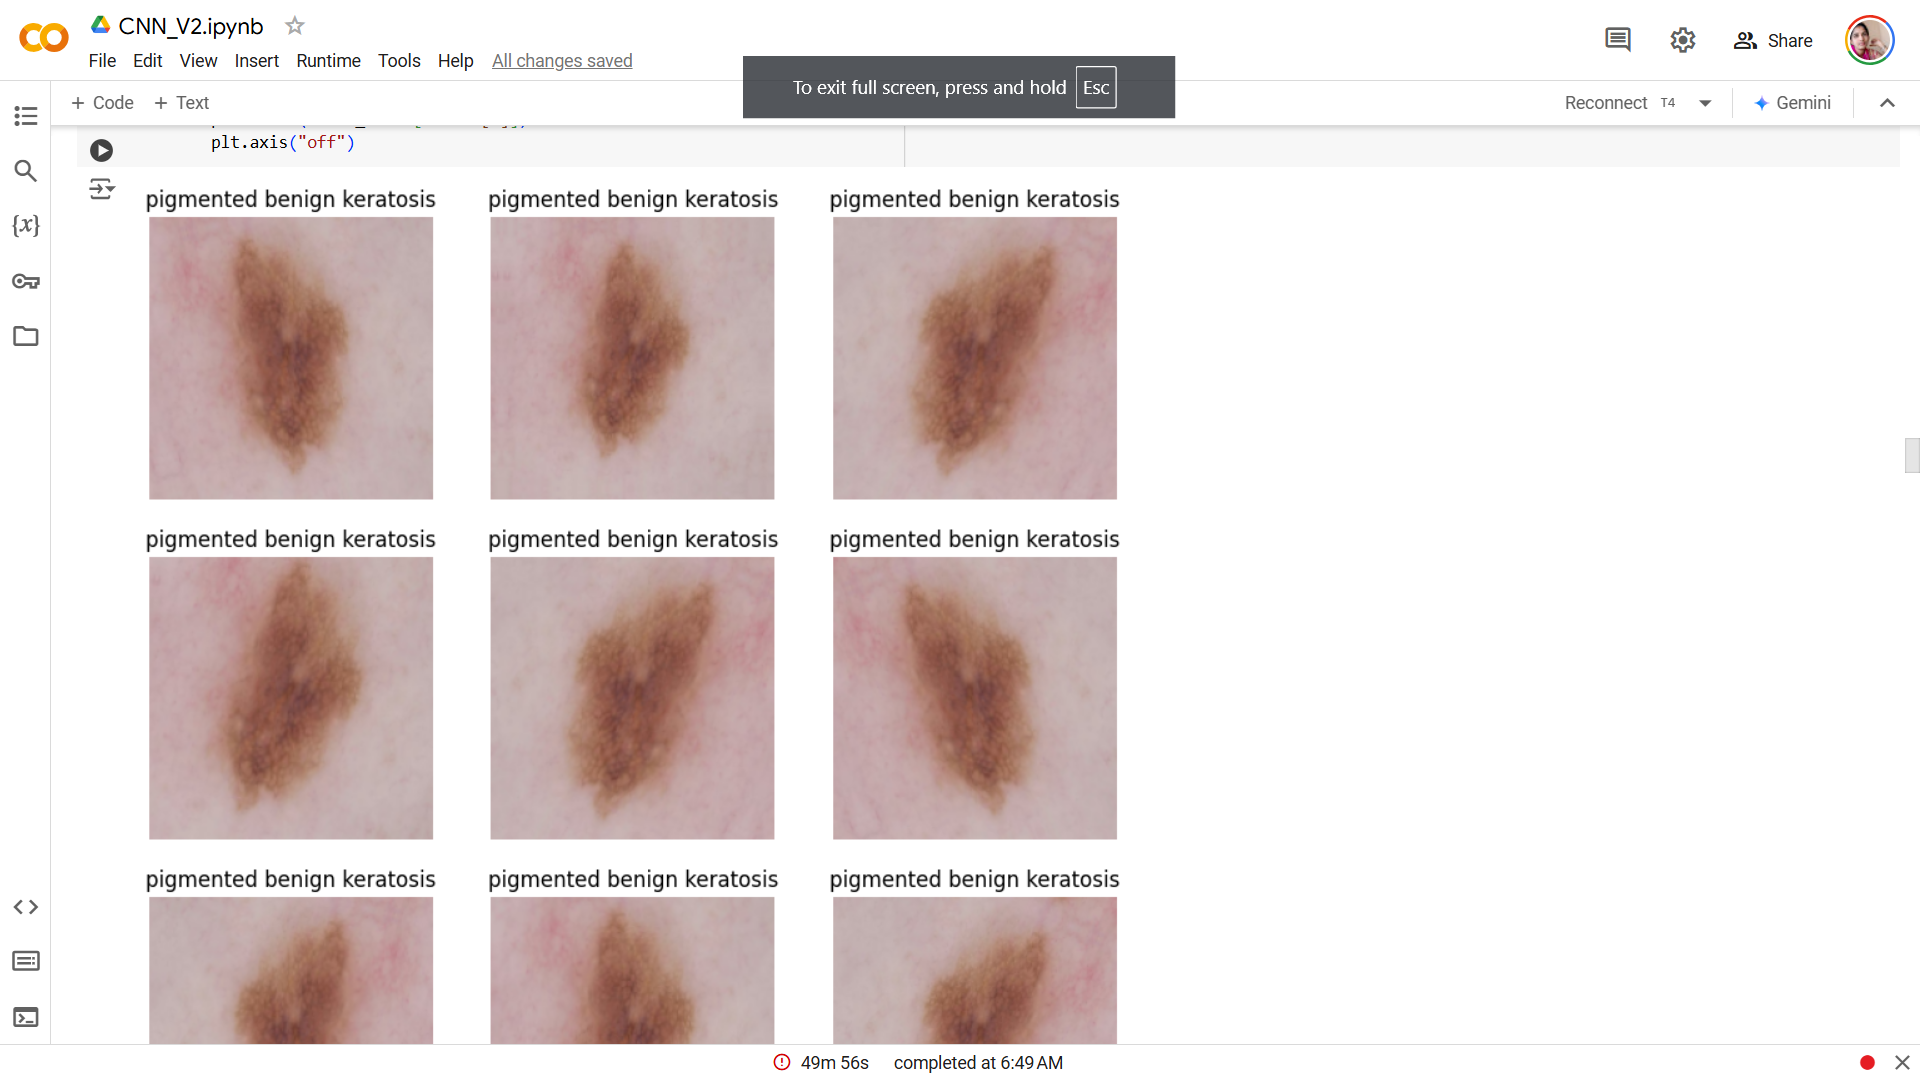 CNN_V2.ipynb
File Edit View Insert Runtime Tools Help All changes saved
Share
To exit full screen, press and hold Esc
+ Code + Text
Reconnect T4
Gemini
plt.axis("off")
{x}
pigmented benign keratosis pigmented benign keratosis pigmented benign keratosis
pigmented benign keratosis pigmented benign keratosis pigmented benign keratosis
pigmented benign keratosis pigmented benign keratosis pigmented benign keratosis
49m 56s completed at 6:49 AM